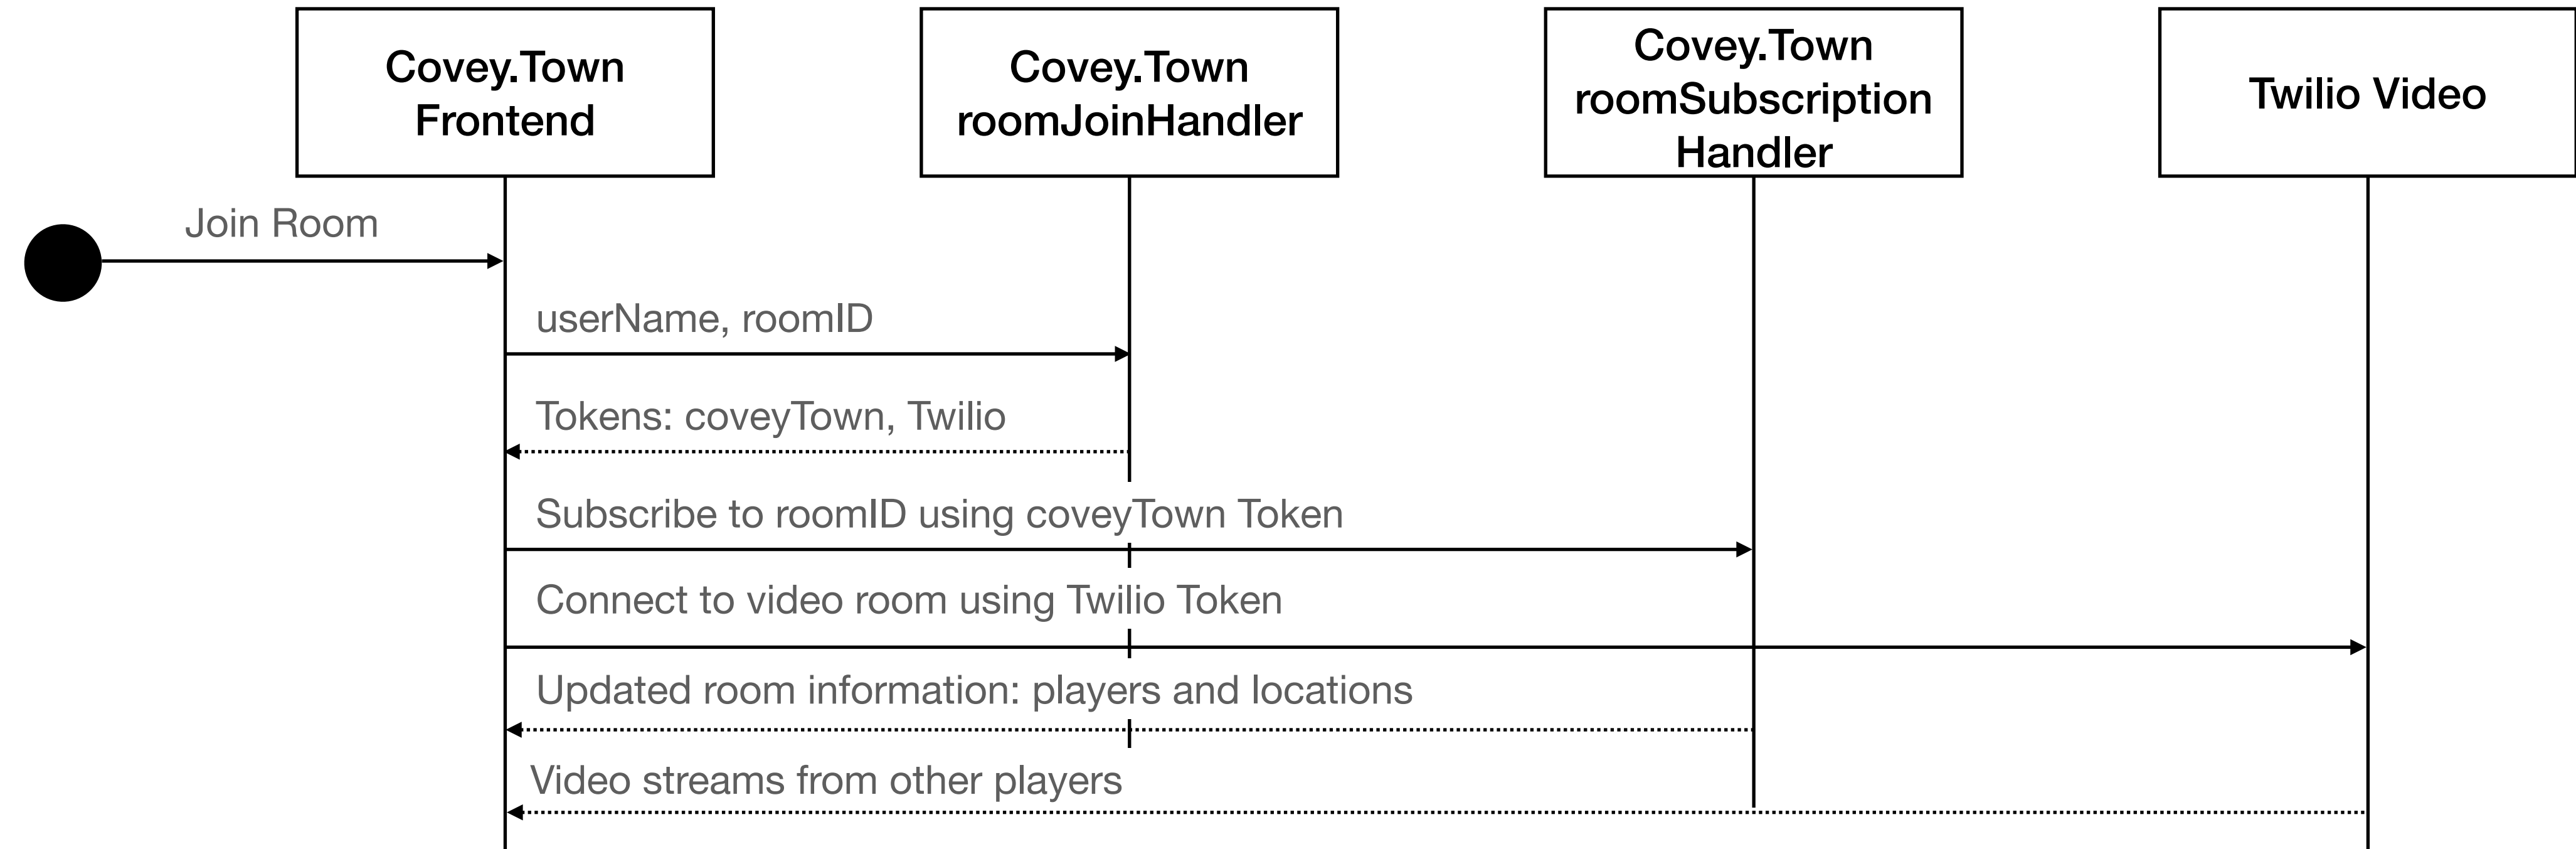 Covey.Town
Frontend
Covey.Town
roomJoinHandler
Covey.Town
roomSubscription
Handler
Twilio Video
Join Room
userName, roomID
Tokens: coveyTown, Twilio
Subscribe to roomID using coveyTown Token
Connect to video room using Twilio Token
Updated room information: players and locations
Video streams from other players